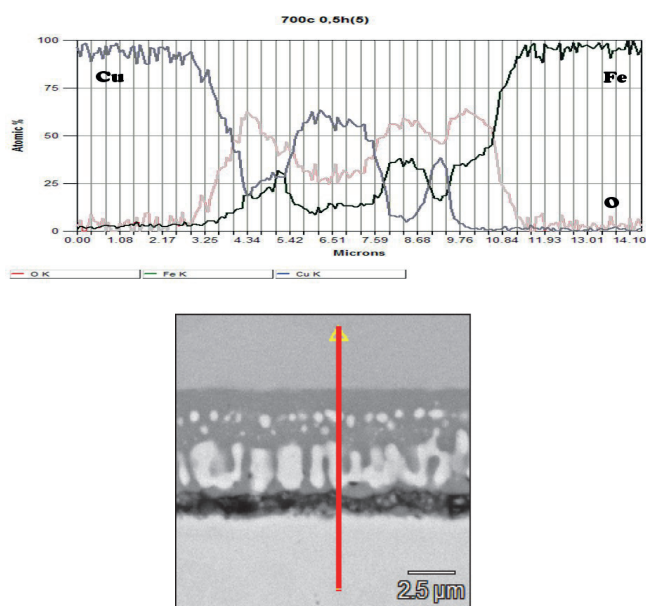 700c 0,5h(5)
100
Cu Fe
75
Atomic %
50
25
O
0
0.00 1.08 2.17 3.25 4.34 5.42 6.51 7.59 8.68 9.76 10.84 11.93 13.01 14.10
Microns
O K Fe K Cu K
2.5 µm